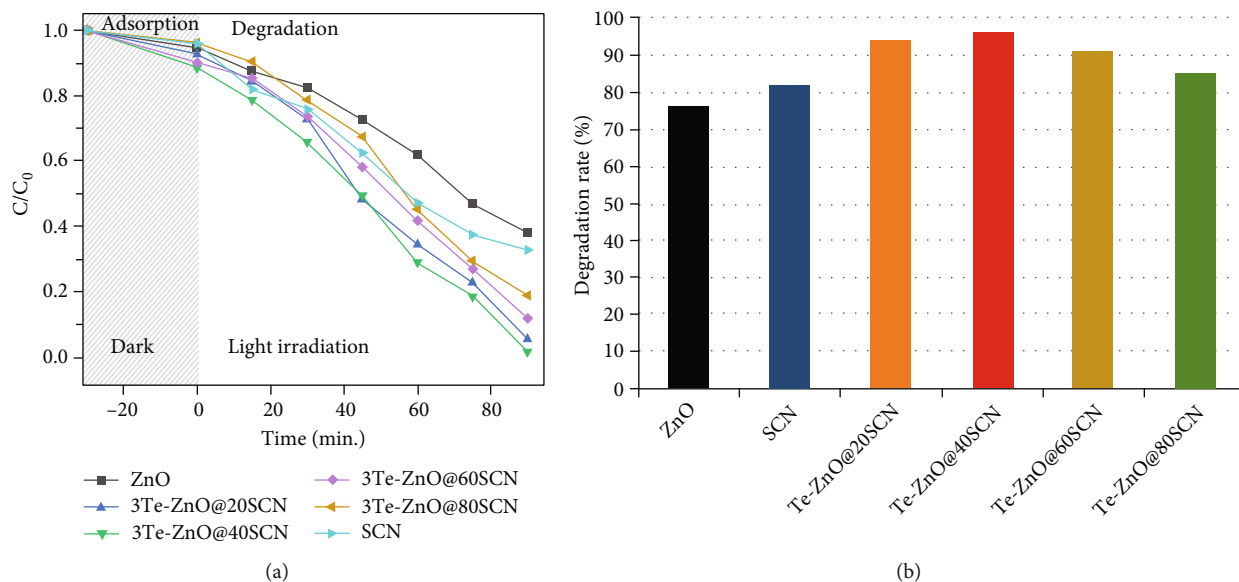 Adsorption
Degradation
1.0
0.8
0.6
0.4
0.2
0.0
C/C0
Dark
Light irradiation
−20 0 20 40 60 80
Time (min.)
ZnO
3Te-ZnO@20SCN
3Te-ZnO@40SCN
3Te-ZnO@60SCN
3Te-ZnO@80SCN
SCN
(a)
100
90
80
70
60
50
40
30
20
10
0
Degradation rate (%)
ZnO
SCN
Te-ZnO@20SCN
Te-ZnO@40SCN
Te-ZnO@60SCN
Te-ZnO@80SCN
(b)